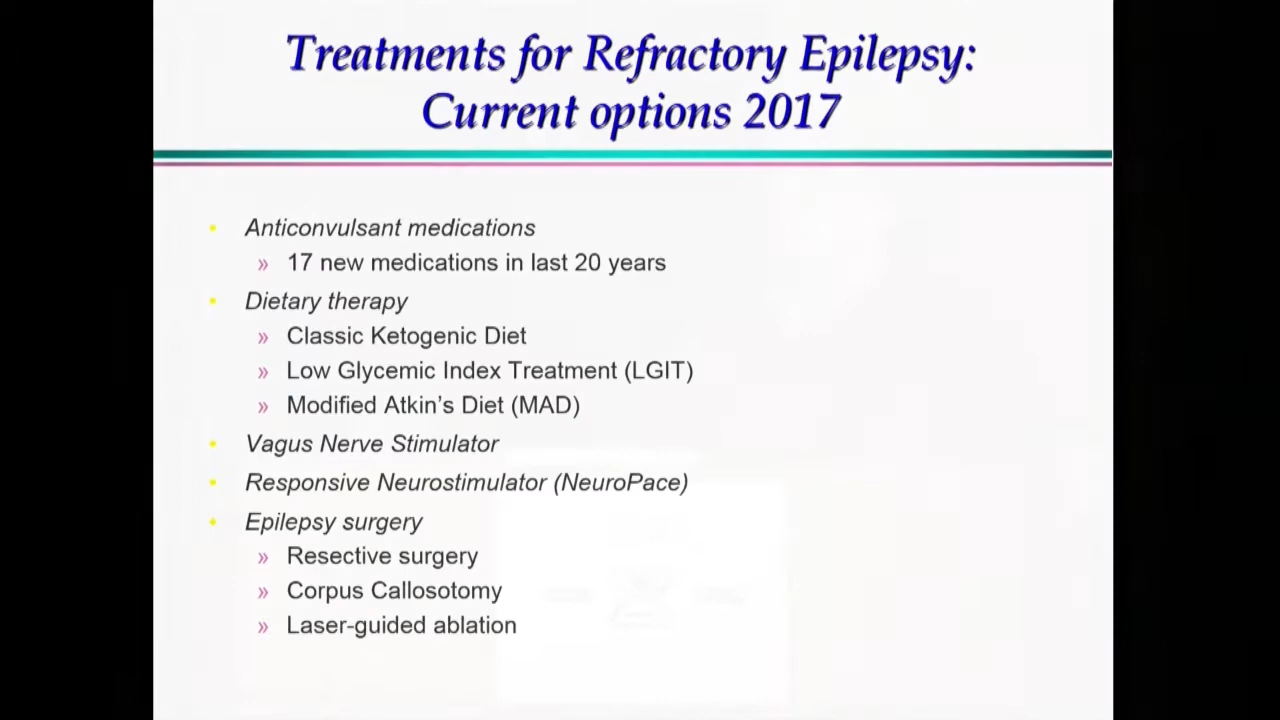 Treatments for Refractory Epilepsy:
Current options 2017
• Anticonvulsant medications
» 17 new medications in last 20 years
• Dietary therapy
» Classic Ketogenic Diet
» Low Glycemic Index Treatment (LGIT)
» Modified Atkin’s Diet (MAD)
• Vagus Nerve Stimulator
• Responsive Neurostimulator (NeuroPace)
• Epilepsy surgery
» Resective surgery
» Corpus Callosotomy
» Laser-guided ablation